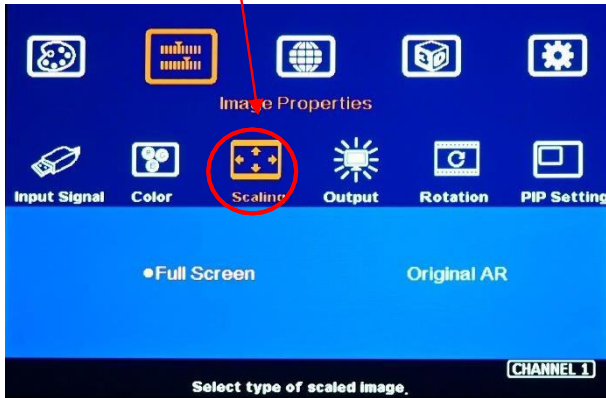 Image Properties
Input Signal Color Scaling Output Rotation PIP Setting
●Full Screen Original AR
CHANNEL 1
Select type of scaled image.